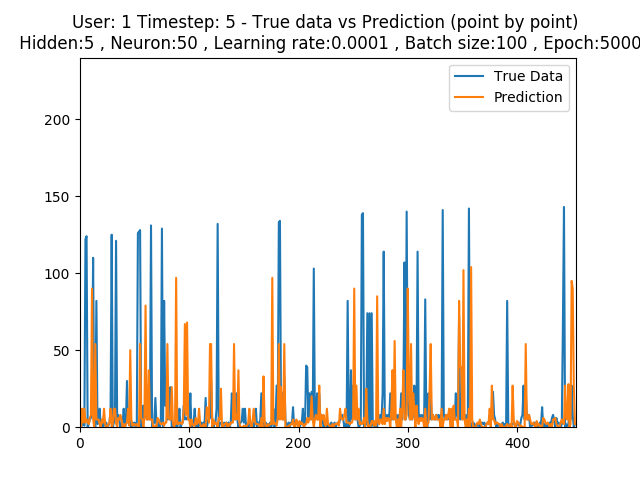 User: 1 Timestep: 5 - True data vs Prediction (point by point)
Hidden:5 , Neuron:50 , Learning rate:0.0001 , Batch size:100 , Epoch:5000
True Data
Prediction
200
150
100
50
0
0 100 200 300 400